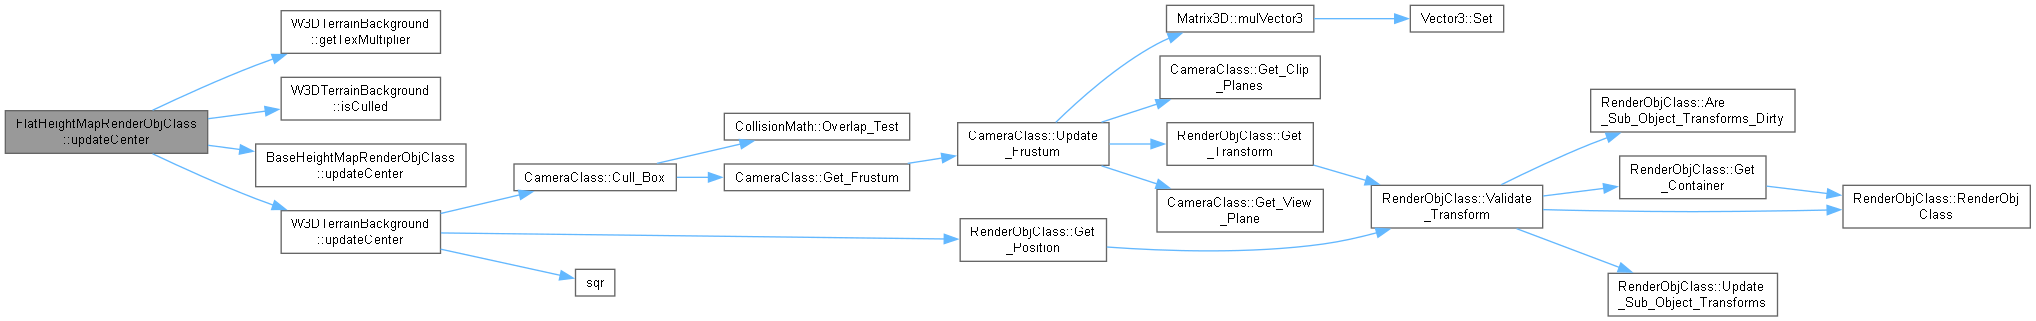 FlatHeightMapRenderObjClass
::updateCenter
W3DTerrainBackground
::getTexMultiplier
W3DTerrainBackground
::isCulled
BaseHeightMapRenderObjClass
::updateCenter
W3DTerrainBackground
::updateCenter
CameraClass::Cull_Box
sqr
CollisionMath::Overlap_Test
CameraClass::Get_Frustum
RenderObjClass::Get
_Position
CameraClass::Update
_Frustum
Matrix3D::mulVector3
CameraClass::Get_Clip
_Planes
RenderObjClass::Get
_Transform
CameraClass::Get_View
_Plane
Vector3::Set
RenderObjClass::Validate
_Transform
RenderObjClass::Are
_Sub_Object_Transforms_Dirty
RenderObjClass::Get
_Container
RenderObjClass::Update
_Sub_Object_Transforms
RenderObjClass::RenderObj
Class